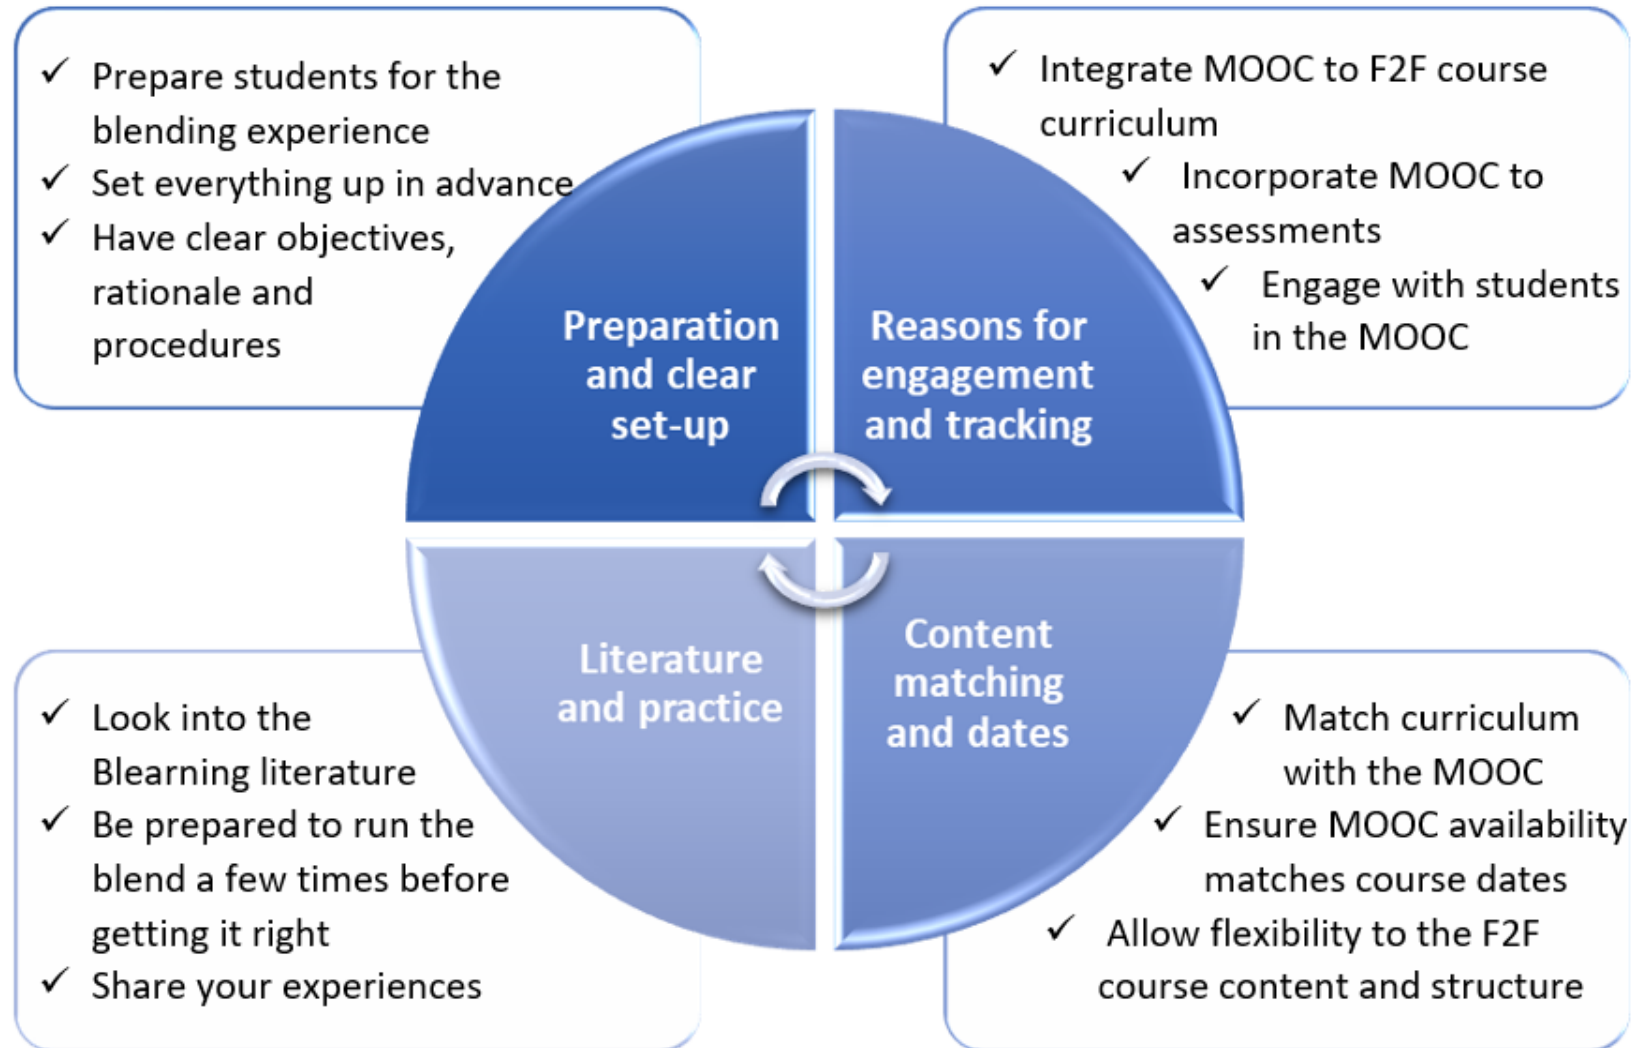 ✓ Prepare students for the
blending experience
✓ Set everything up in advance
✓ Have clear objectives,
rationale and
procedures
Preparation
and clear
set-up
✓ Integrate MOOC to F2F course
curriculum
✓ Incorporate MOOC to
assessments
✓ Engage with students
in the MOOC
Reasons for
engagement
and tracking
✓ Look into the
Blearning literature
✓ Be prepared to run the
blend a few times before
getting it right
✓ Share your experiences
Literature
and practice
Content
matching
and dates
✓ Match curriculum
with the MOOC
✓ Ensure MOOC availability
matches course dates
✓ Allow flexibility to the F2F
course content and structure